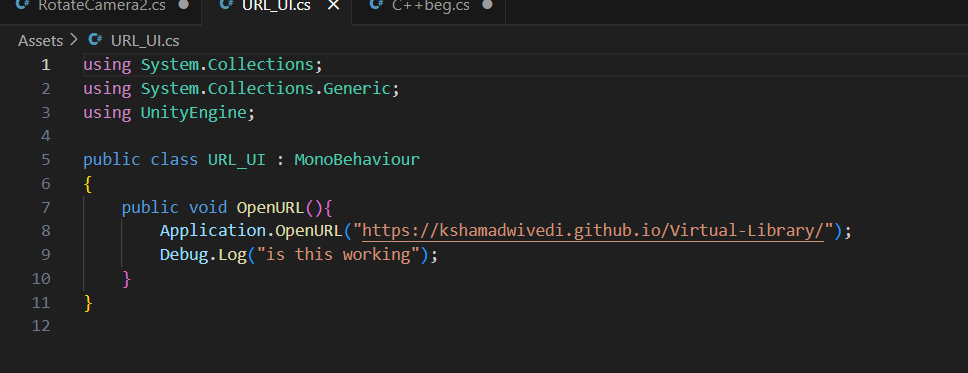 C# RotateCamera2.cs ● C# URL_UI.cs × C# C++beg.cs ●
Assets > C# URL_UI.cs
1 using System.Collections;
2 using System.Collections.Generic;
3 using UnityEngine;
4
5 public class URL_UI : MonoBehaviour
6 {
7     public void OpenURL(){
8         Application.OpenURL("https://kshamadwivedi.github.io/Virtual-Library/");
9         Debug.Log("is this working");
10     }
11 }
12